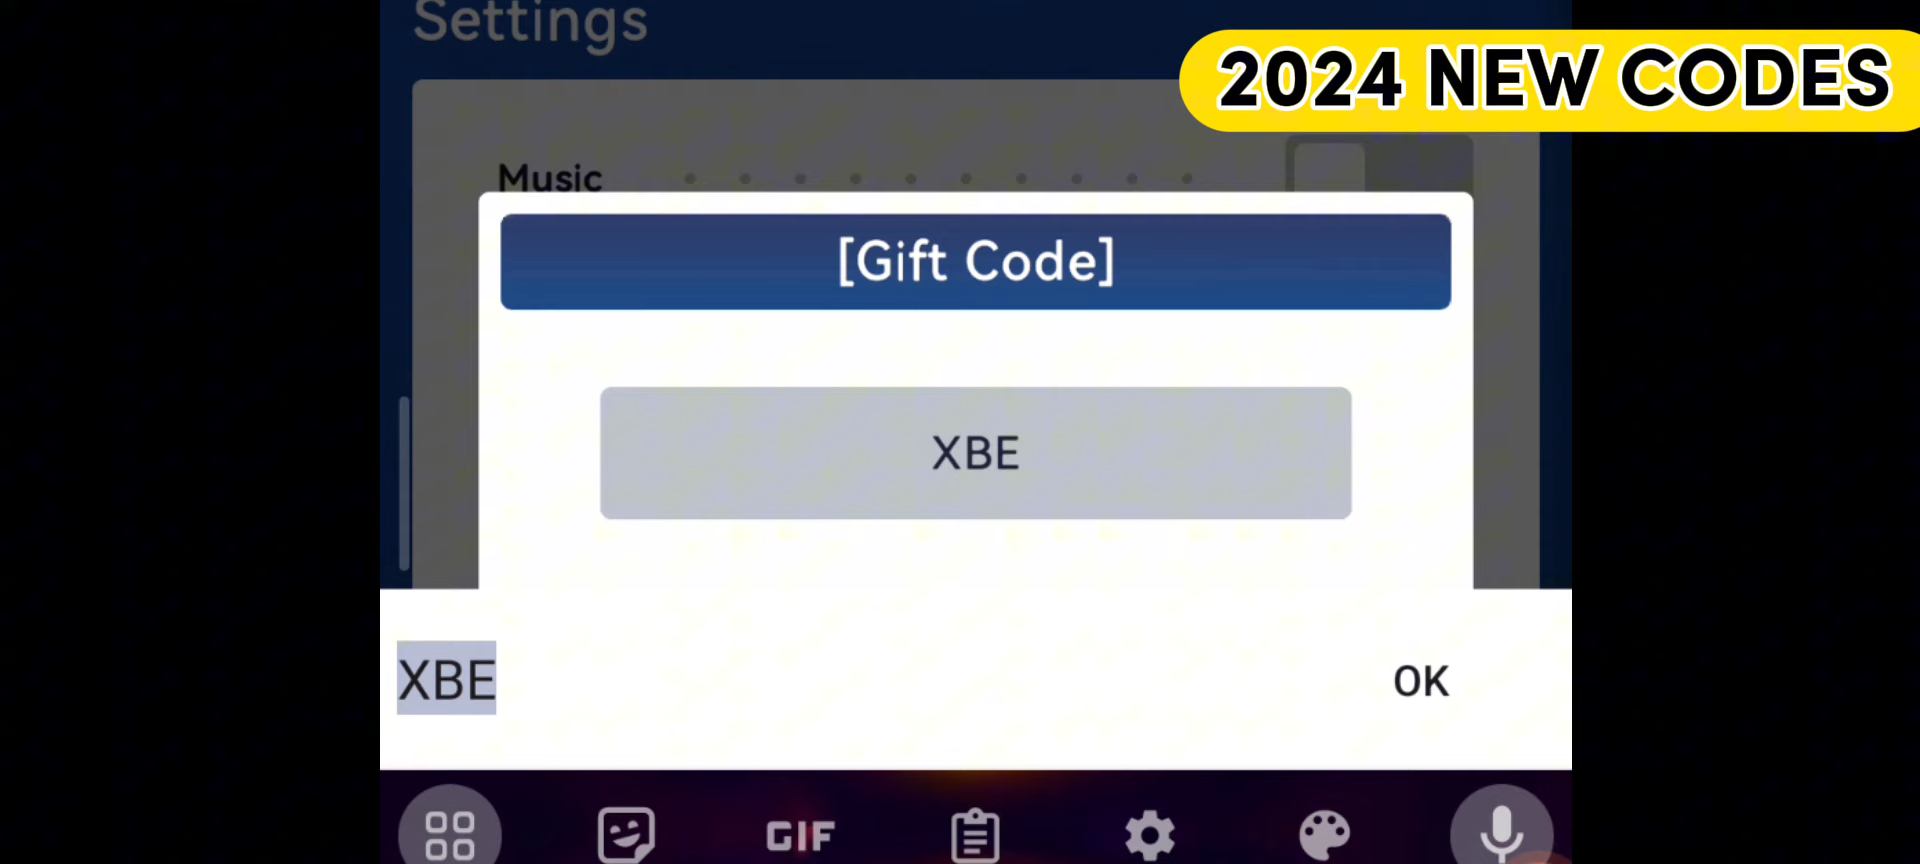 Settings
2024 NEW CODES
Music
[Gift Code]
XBE
XBE
OK
GIF